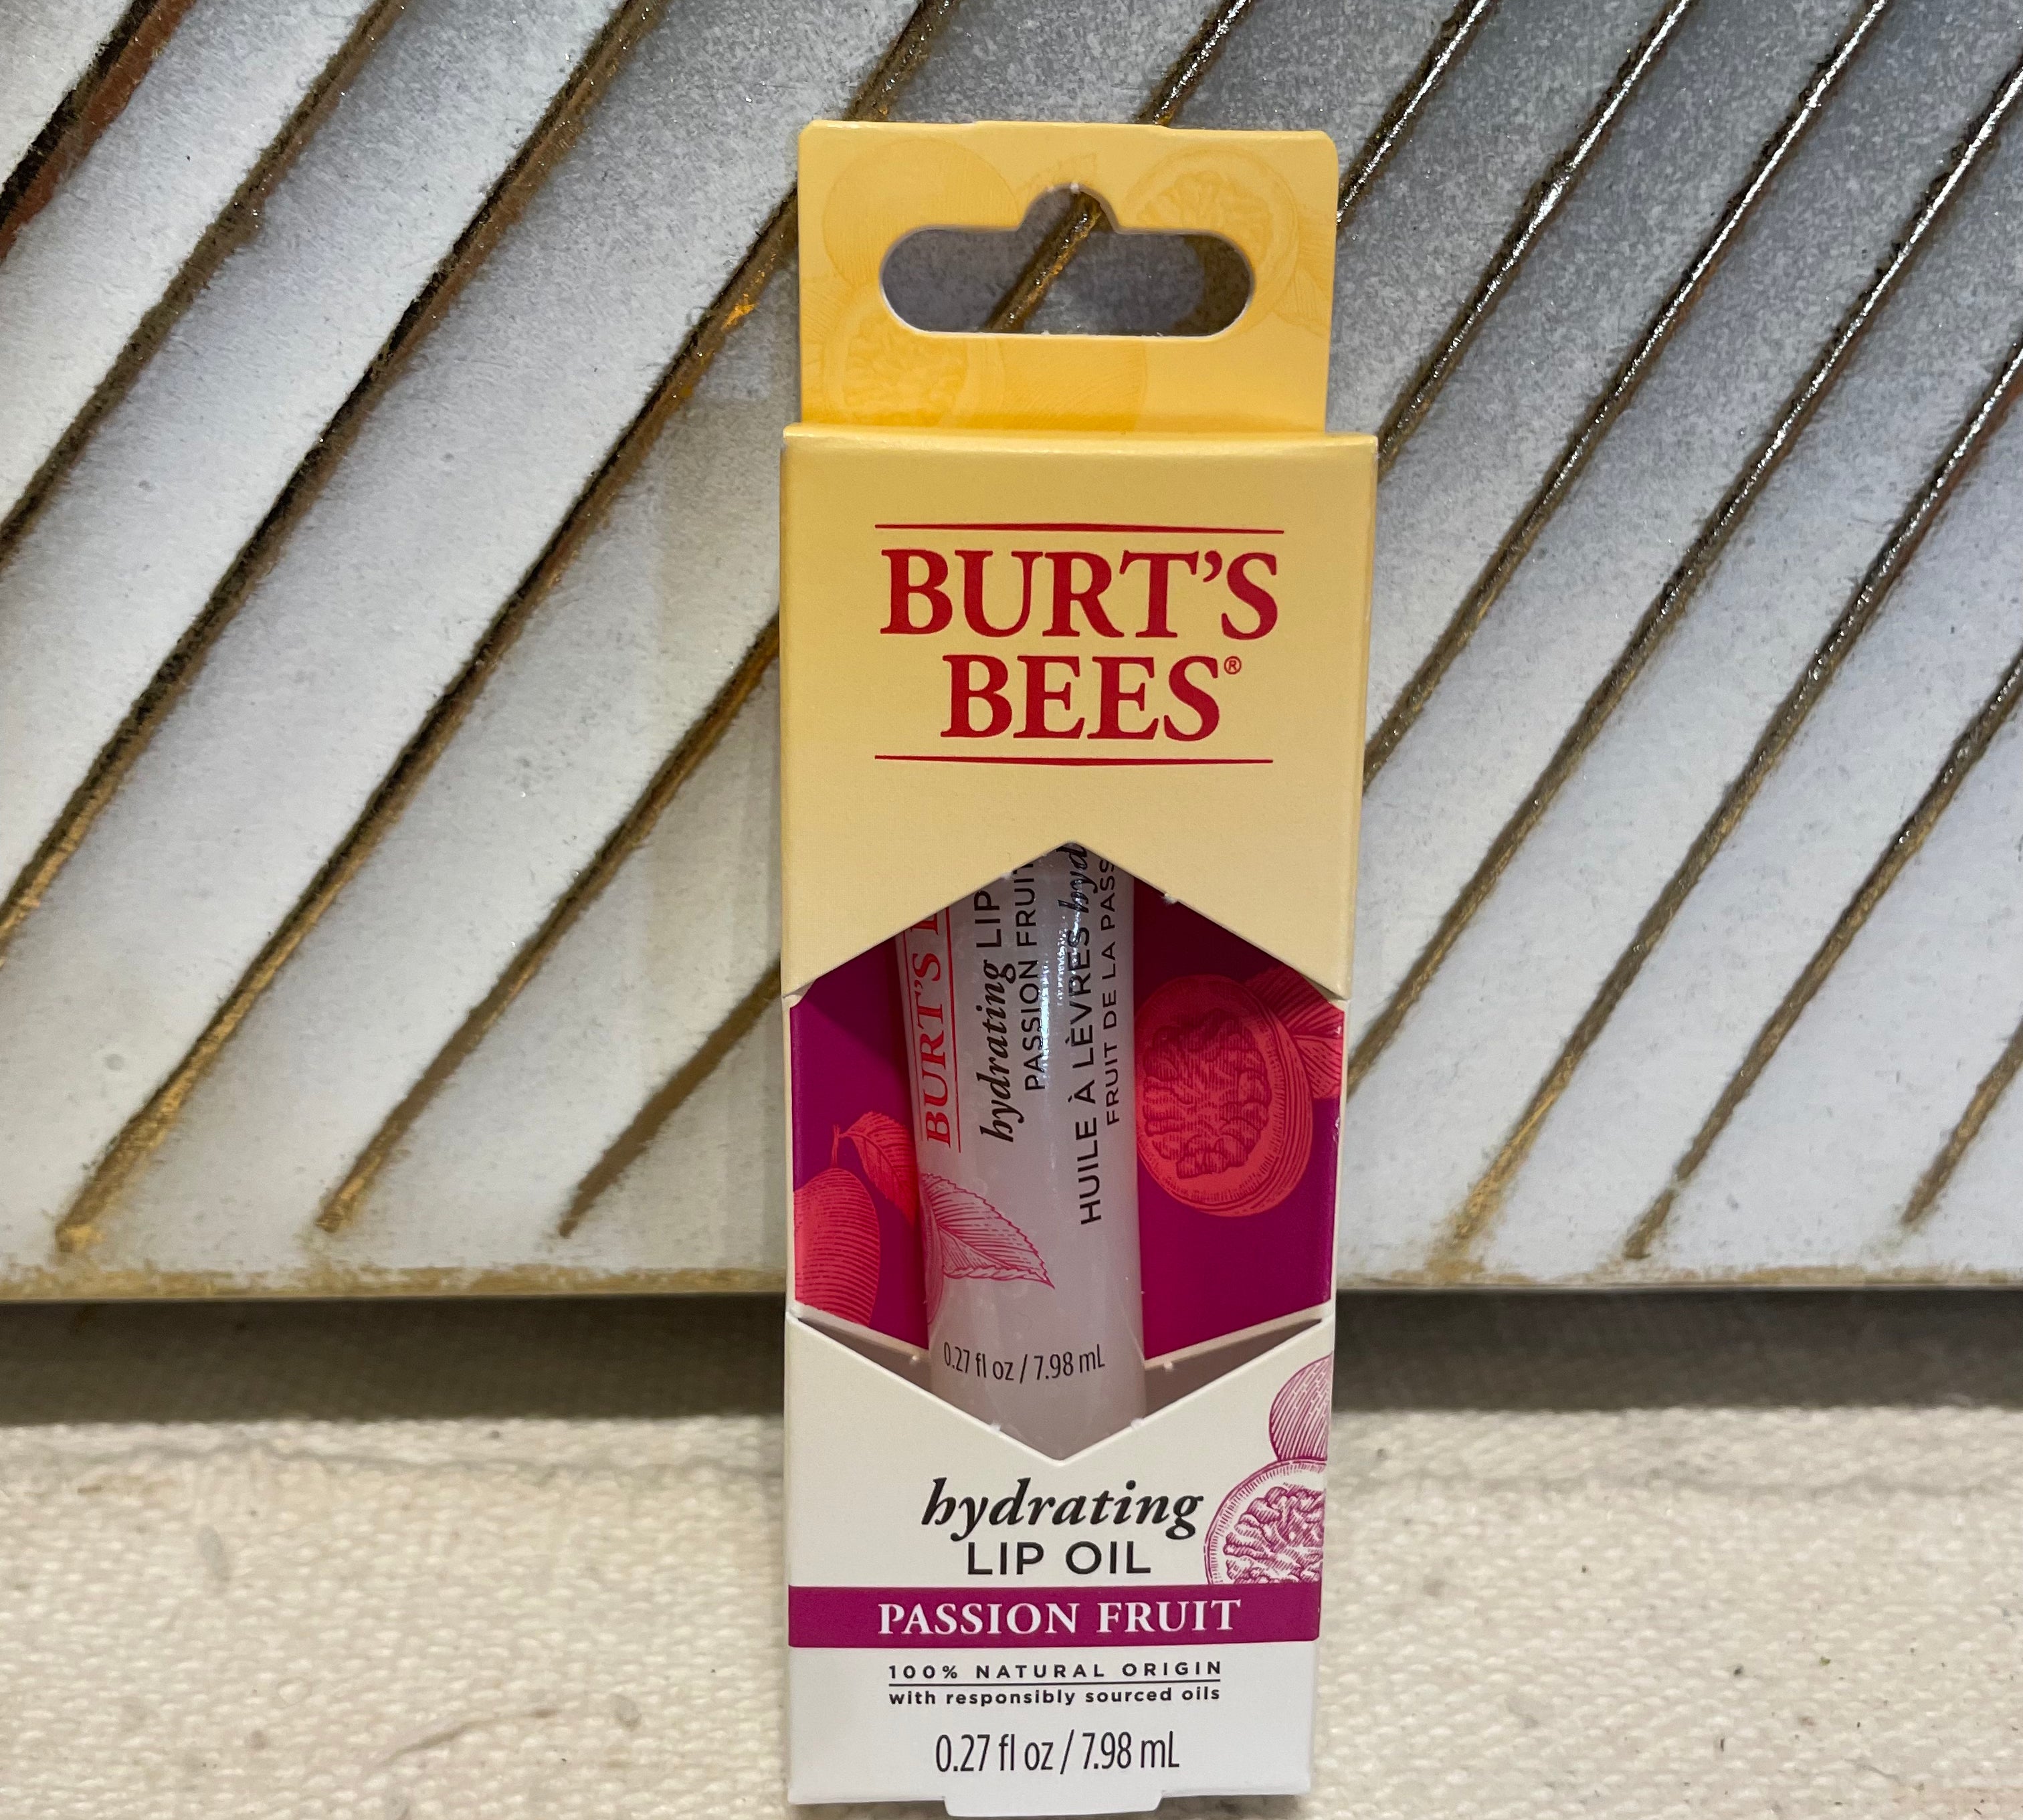 BURT'S
BEES®
BURT'S
hydrating LIP
PASSION FRUIT
HUILE À LÈVRES
FRUIT DE LA
0.27 fl oz / 7.98 mL
hydrating
LIP OIL
PASSION FRUIT
100% NATURAL ORIGIN
with responsibly sourced oils
0.27 fl oz / 7.98 mL